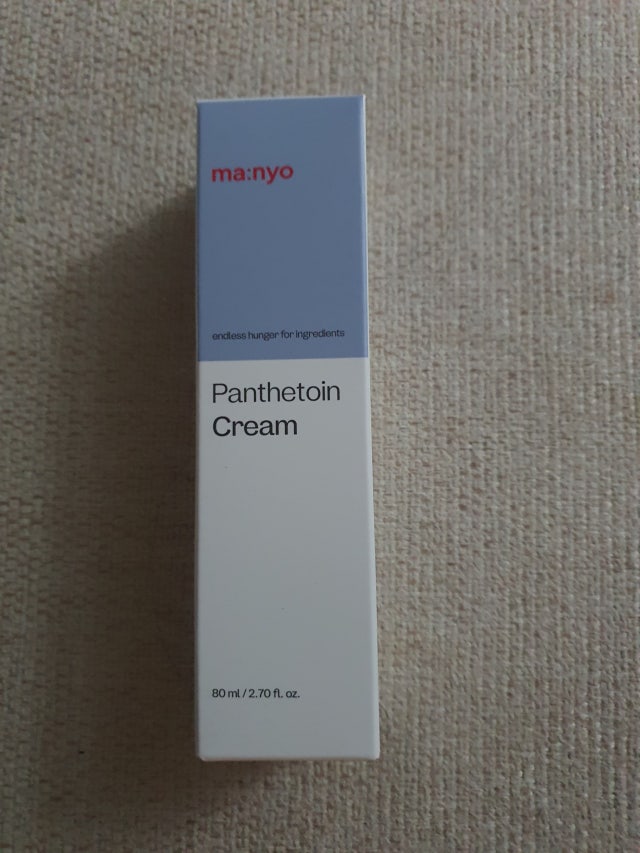 ma:nyo
endless hunger for ingredients
Panthetoin
Cream
80 ml / 2.70 fl. oz.